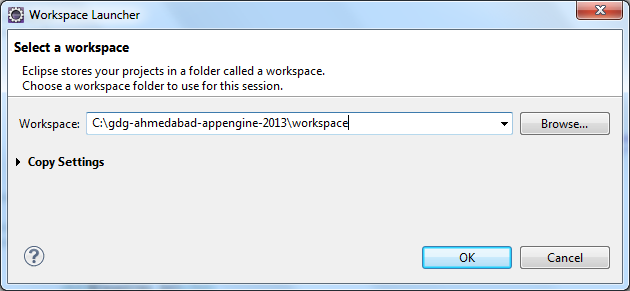 Workspace Launcher
Select a workspace
Eclipse stores your projects in a folder called a workspace.
Choose a workspace folder to use for this session.
Workspace: C:\gdg-ahmedabad-appengine-2013\workspace Browse...
Copy Settings
? OK Cancel